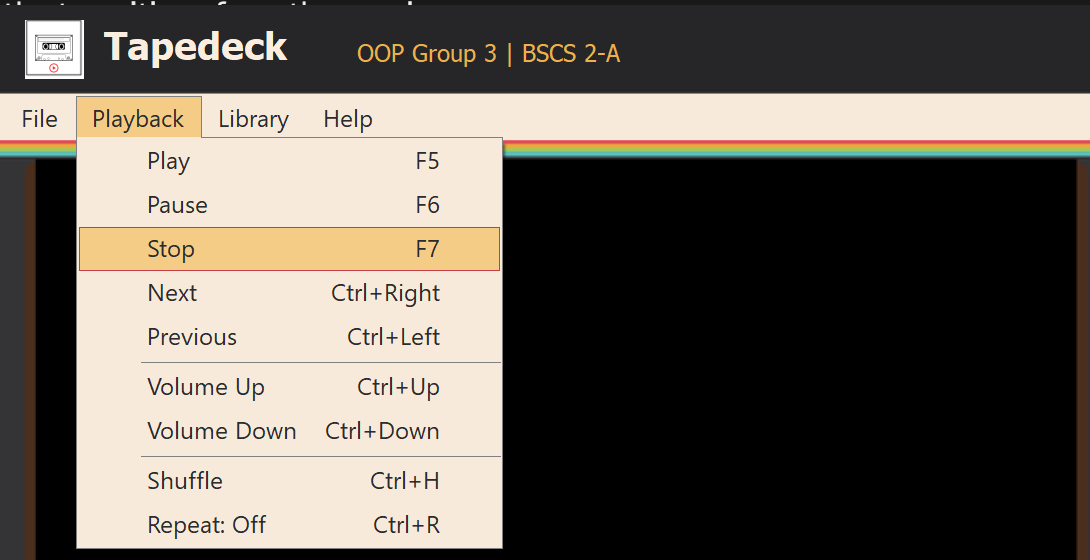 Tapedeck
OOP Group 3 | BSCS 2-A
File Playback Library Help
Play F5
Pause F6
Stop F7
Next Ctrl+Right
Previous Ctrl+Left
Volume Up Ctrl+Up
Volume Down Ctrl+Down
Shuffle Ctrl+H
Repeat: Off Ctrl+R